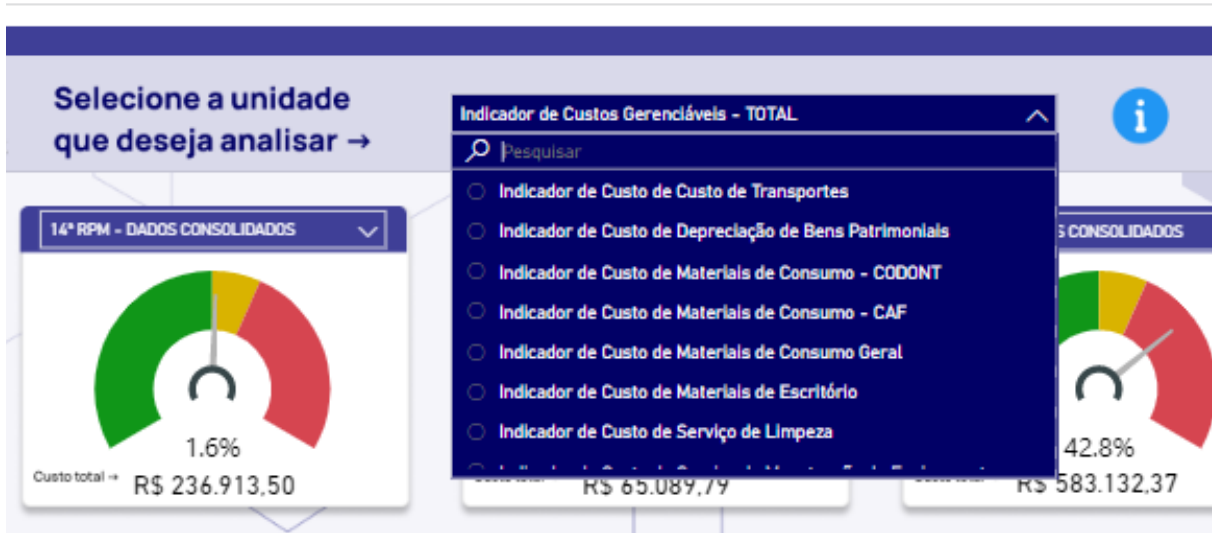 Selecione a unidade
que deseja analisar →
Indicador de Custos Gerenciáveis - TOTAL
i
Pesquisar
Indicador de Custo de Custo de Transportes
Indicador de Custo de Depreciação de Bens Patrimoniais
Indicador de Custo de Materiais de Consumo - CODONT
Indicador de Custo de Materiais de Consumo - CAF
Indicador de Custo de Materiais de Consumo Geral
Indicador de Custo de Materiais de Escritório
Indicador de Custo de Serviço de Limpeza
14ª RPM - DADOS CONSOLIDADOS
1.6%
Custo total →
R$ 236.913,50
R$ 65.089,79
CONSOLIDADOS
42.8%
R$ 583.132,37